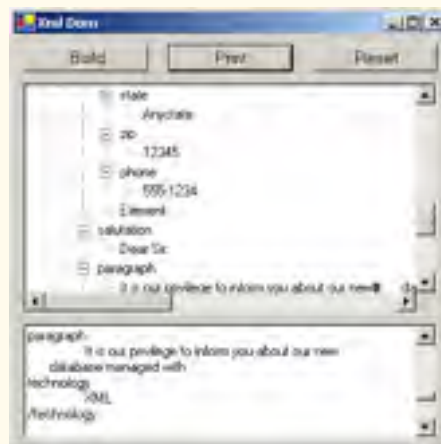 Xml Dom
Build Print Reset
state
Anystate
zip
12345
phone
555-1234
Element
salutation
Dear Sir:
paragraph
It is our privilege to inform you about our new
paragraph
It is our privilege to inform you about our new
database managed with
technology
XML
/technology